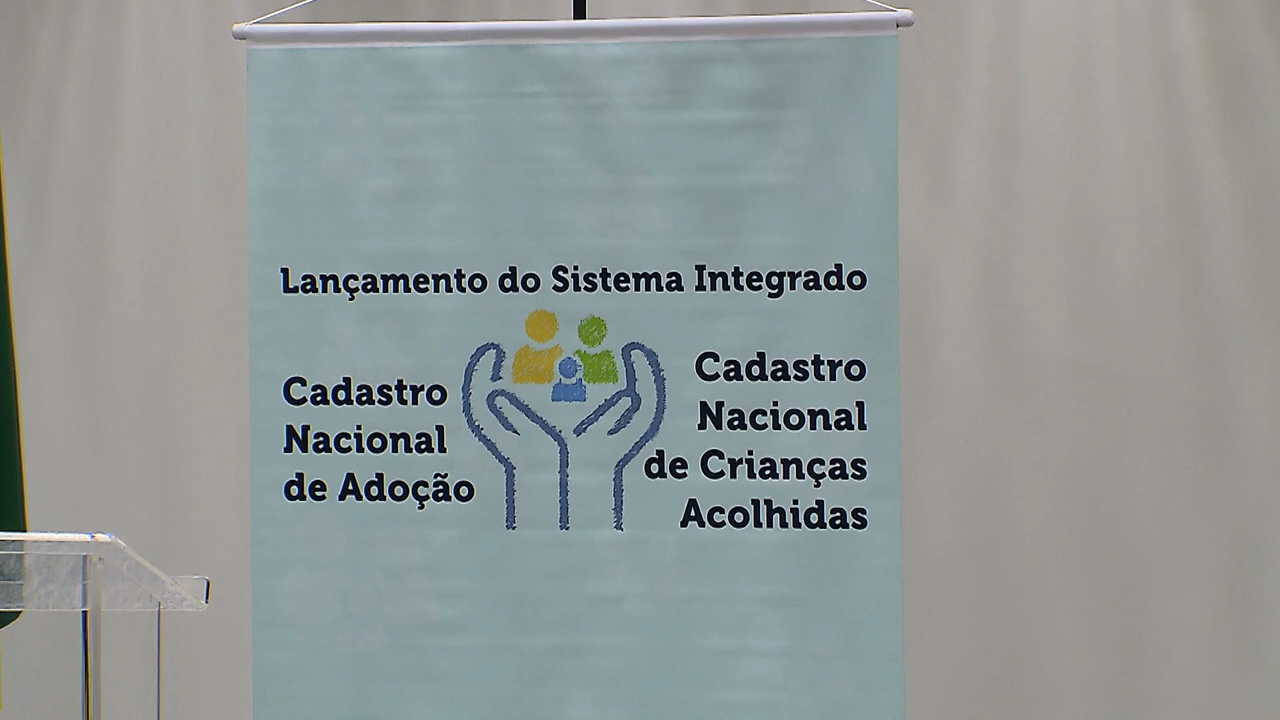 Lançamento do Sistema Integrado
Cadastro
Nacional
de Adoção
Cadastro
Nacional
de Crianças
Acolhidas